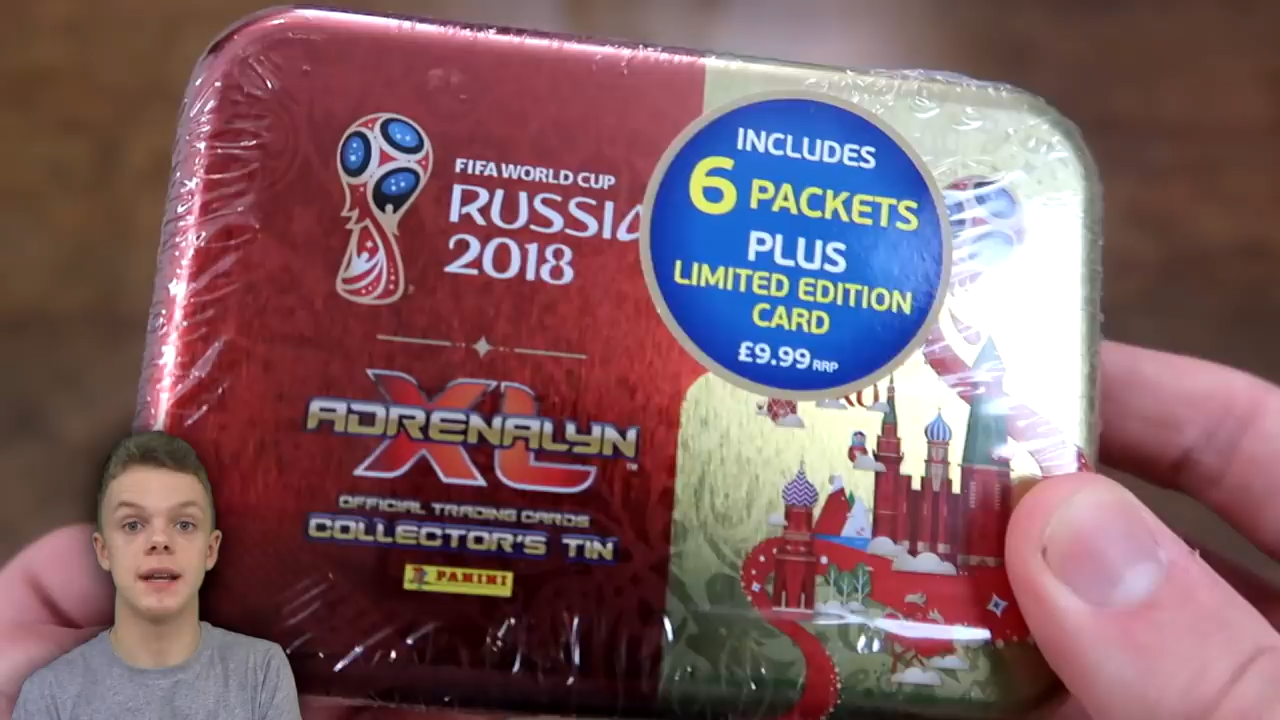 FIFA WORLD CUP
RUSSIA
2018
ADRENALYN
XL
™
OFFICIAL TRADING CARDS
COLLECTOR'S TIN
PANINI
INCLUDES
6 PACKETS
PLUS
LIMITED EDITION
CARD
£9.99 RRP